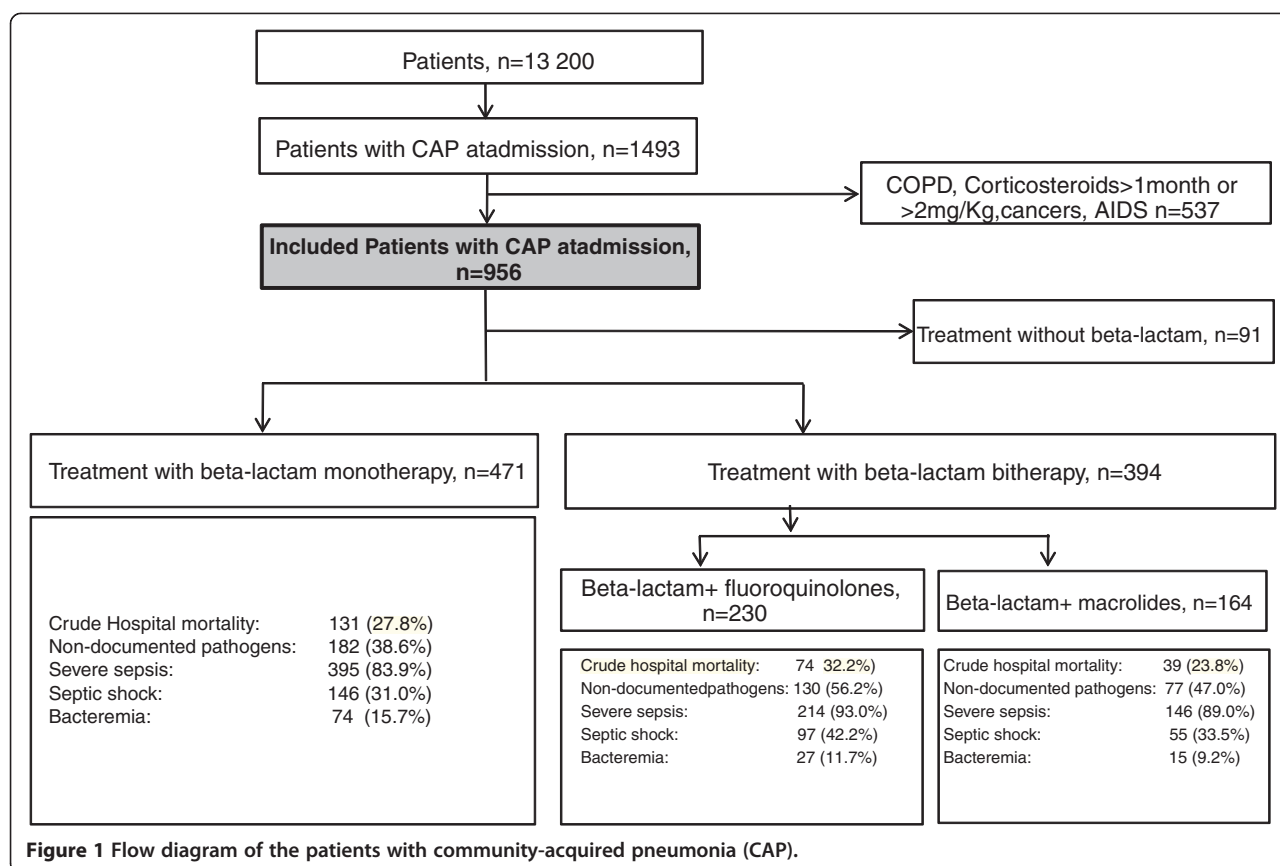 Patients, n=13 200
Patients with CAP atadmission, n=1493
COPD, Corticosteroids>1month or
>2mg/Kg,cancers, AIDS n=537
Included Patients with CAP atadmission,
n=956
Treatment without beta-lactam, n=91
Treatment with beta-lactam monotherapy, n=471
Crude Hospital mortality: 131 (27.8%)
Non-documented pathogens: 182 (38.6%)
Severe sepsis: 395 (83.9%)
Septic shock: 146 (31.0%)
Bacteremia: 74 (15.7%)
Treatment with beta-lactam bitherapy, n=394
Beta-lactam+ fluoroquinolones,
n=230
Crude hospital mortality: 74 32.2%)
Non-documentedpathogens: 130 (56.2%)
Severe sepsis: 214 (93.0%)
Septic shock: 97 (42.2%)
Bacteremia: 27 (11.7%)
Beta-lactam+ macrolides, n=164
Crude hospital mortality: 39 (23.8%)
Non-documented pathogens: 77 (47.0%)
Severe sepsis: 146 (89.0%)
Septic shock: 55 (33.5%)
Bacteremia: 15 (9.2%)
Figure 1 Flow diagram of the patients with community-acquired pneumonia (CAP).